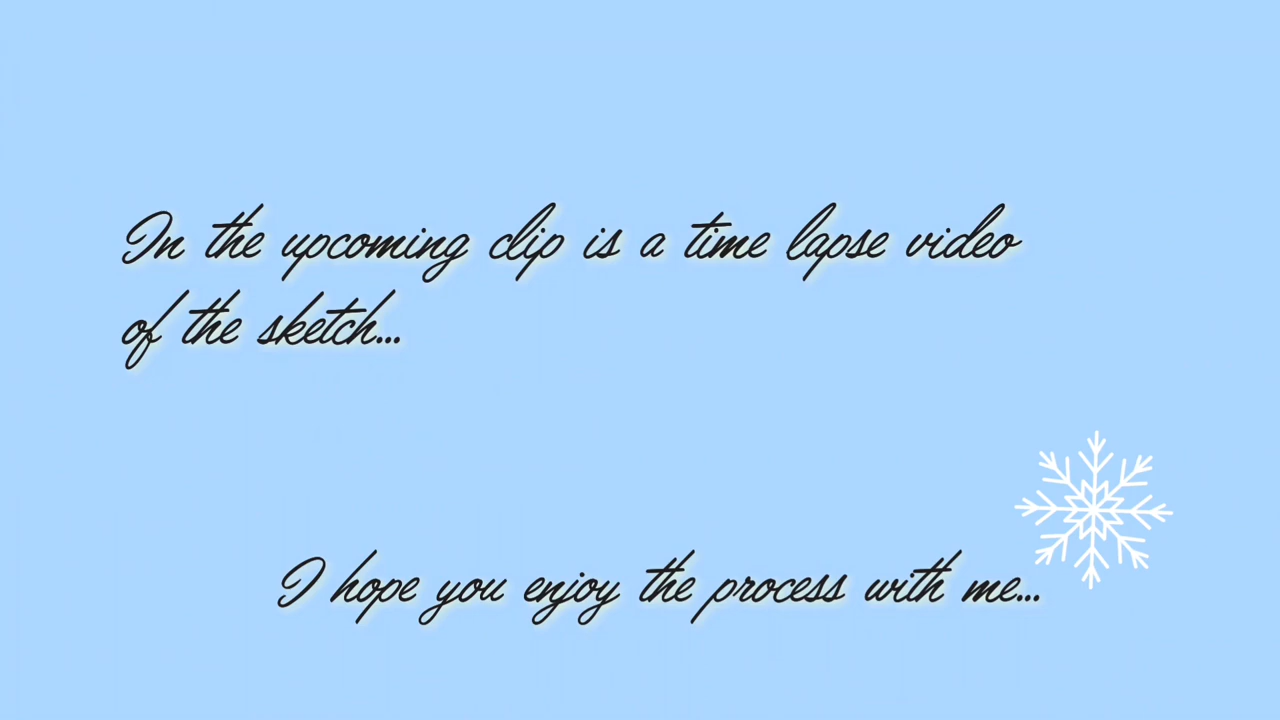 In the upcoming clip is a time lapse video
of the sketch...
I hope you enjoy the process with me...